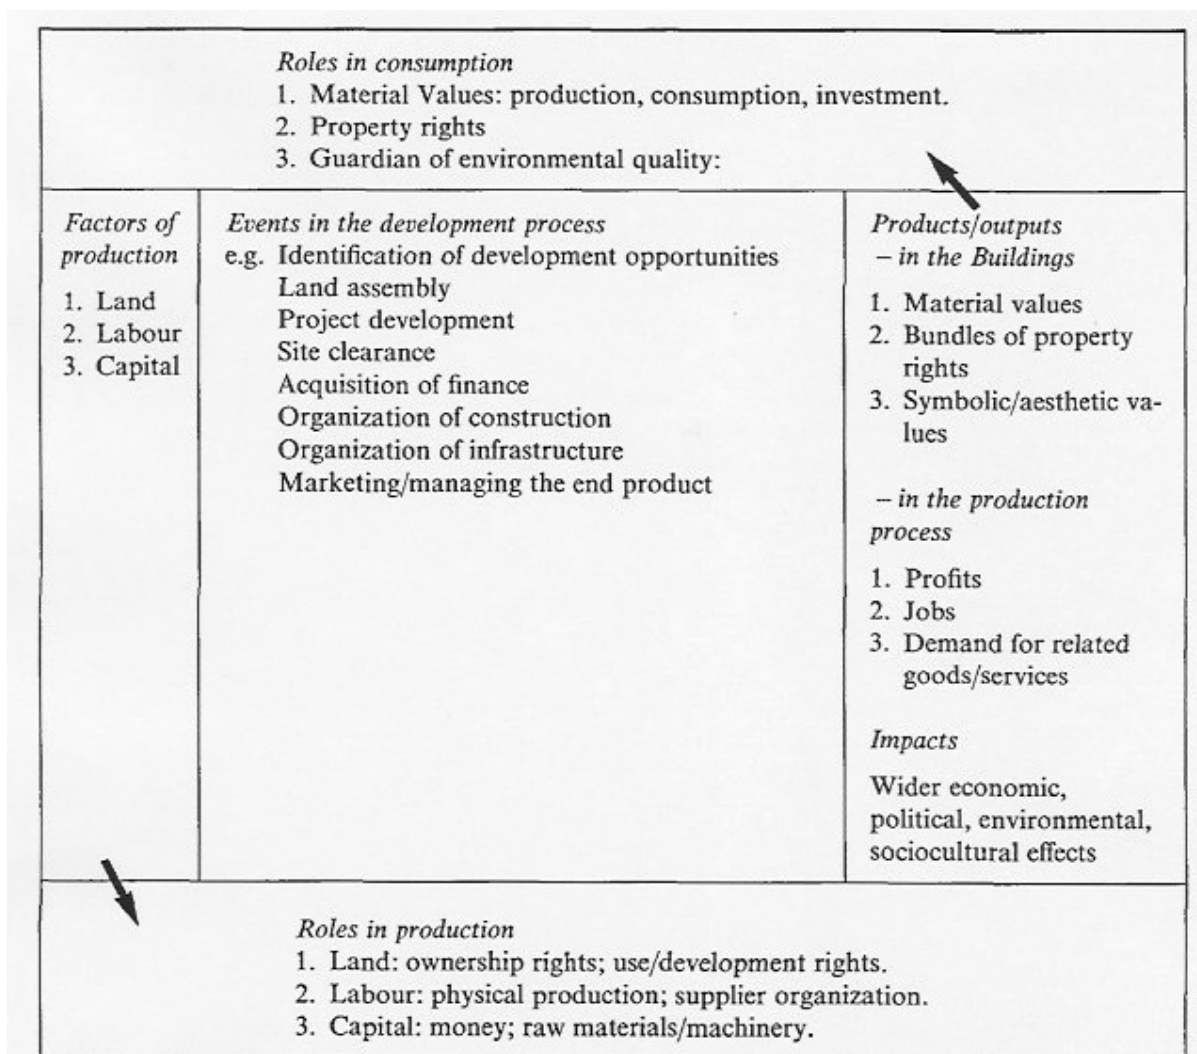 Roles in consumption
1. Material Values: production, consumption, investment.
2. Property rights
3. Guardian of environmental quality:
Factors of
production
1. Land
2. Labour
3. Capital
Events in the development process
e.g. Identification of development opportunities
Land assembly
Project development
Site clearance
Acquisition of finance
Organization of construction
Organization of infrastructure
Marketing/managing the end product
Products/outputs
– in the Buildings
1. Material values
2. Bundles of property
rights
3. Symbolic/aesthetic va-
lues
– in the production
process
1. Profits
2. Jobs
3. Demand for related
goods/services
Impacts
Wider economic,
political, environmental,
sociocultural effects
Roles in production
1. Land: ownership rights; use/development rights.
2. Labour: physical production; supplier organization.
3. Capital: money; raw materials/machinery.